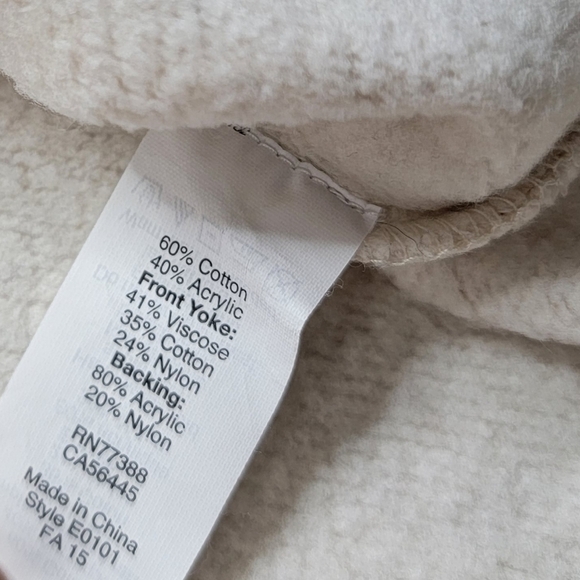 60% Cotton
40% Acrylic
Front Yoke:
41% Viscose
35% Cotton
24% Nylon
Backing:
80% Acrylic
20% Nylon
RN77388
CA56445
Made in China
Style E0101
FA 15